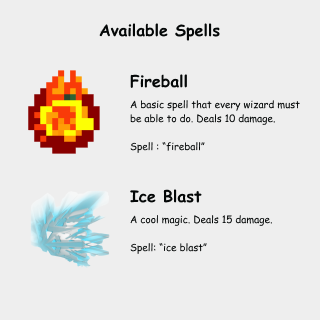 Available Spells
Fireball
A basic spell that every wizard must
be able to do. Deals 10 damage.
Spell : “fireball”
Ice Blast
A cool magic. Deals 15 damage.
Spell: “ice blast”